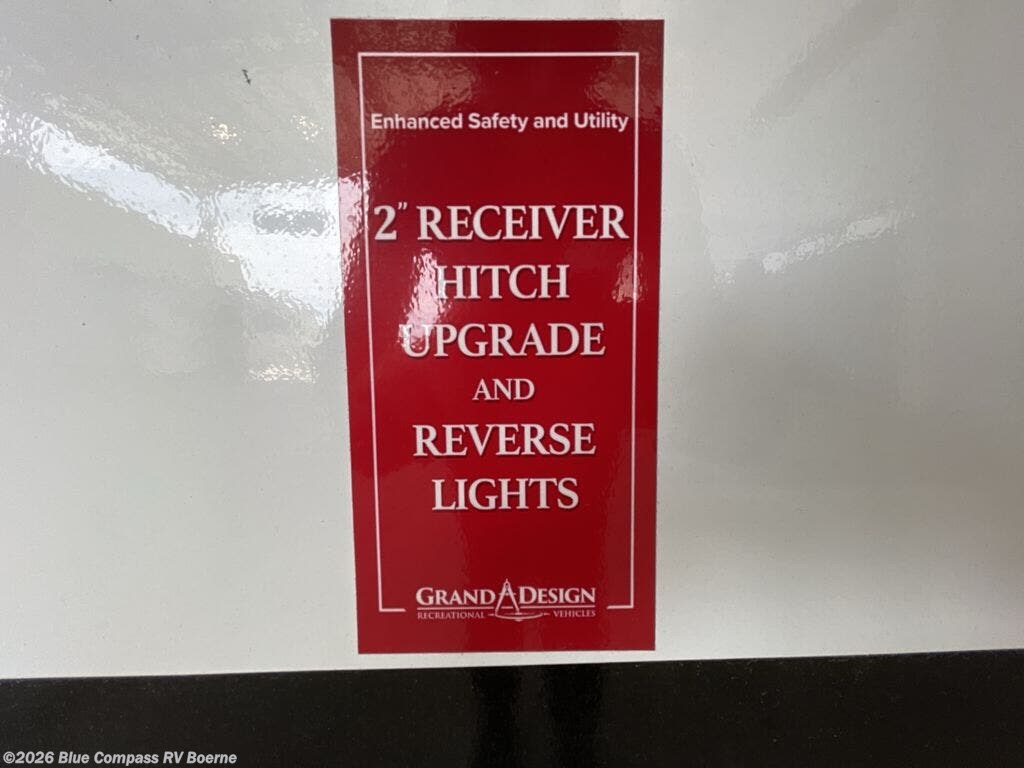 Enhanced Safety and Utility
2" RECEIVER
HITCH
UPGRADE
AND
REVERSE
LIGHTS
GRAND DESIGN
RECREATIONAL VEHICLES
©2026 Blue Compass RV Boerne